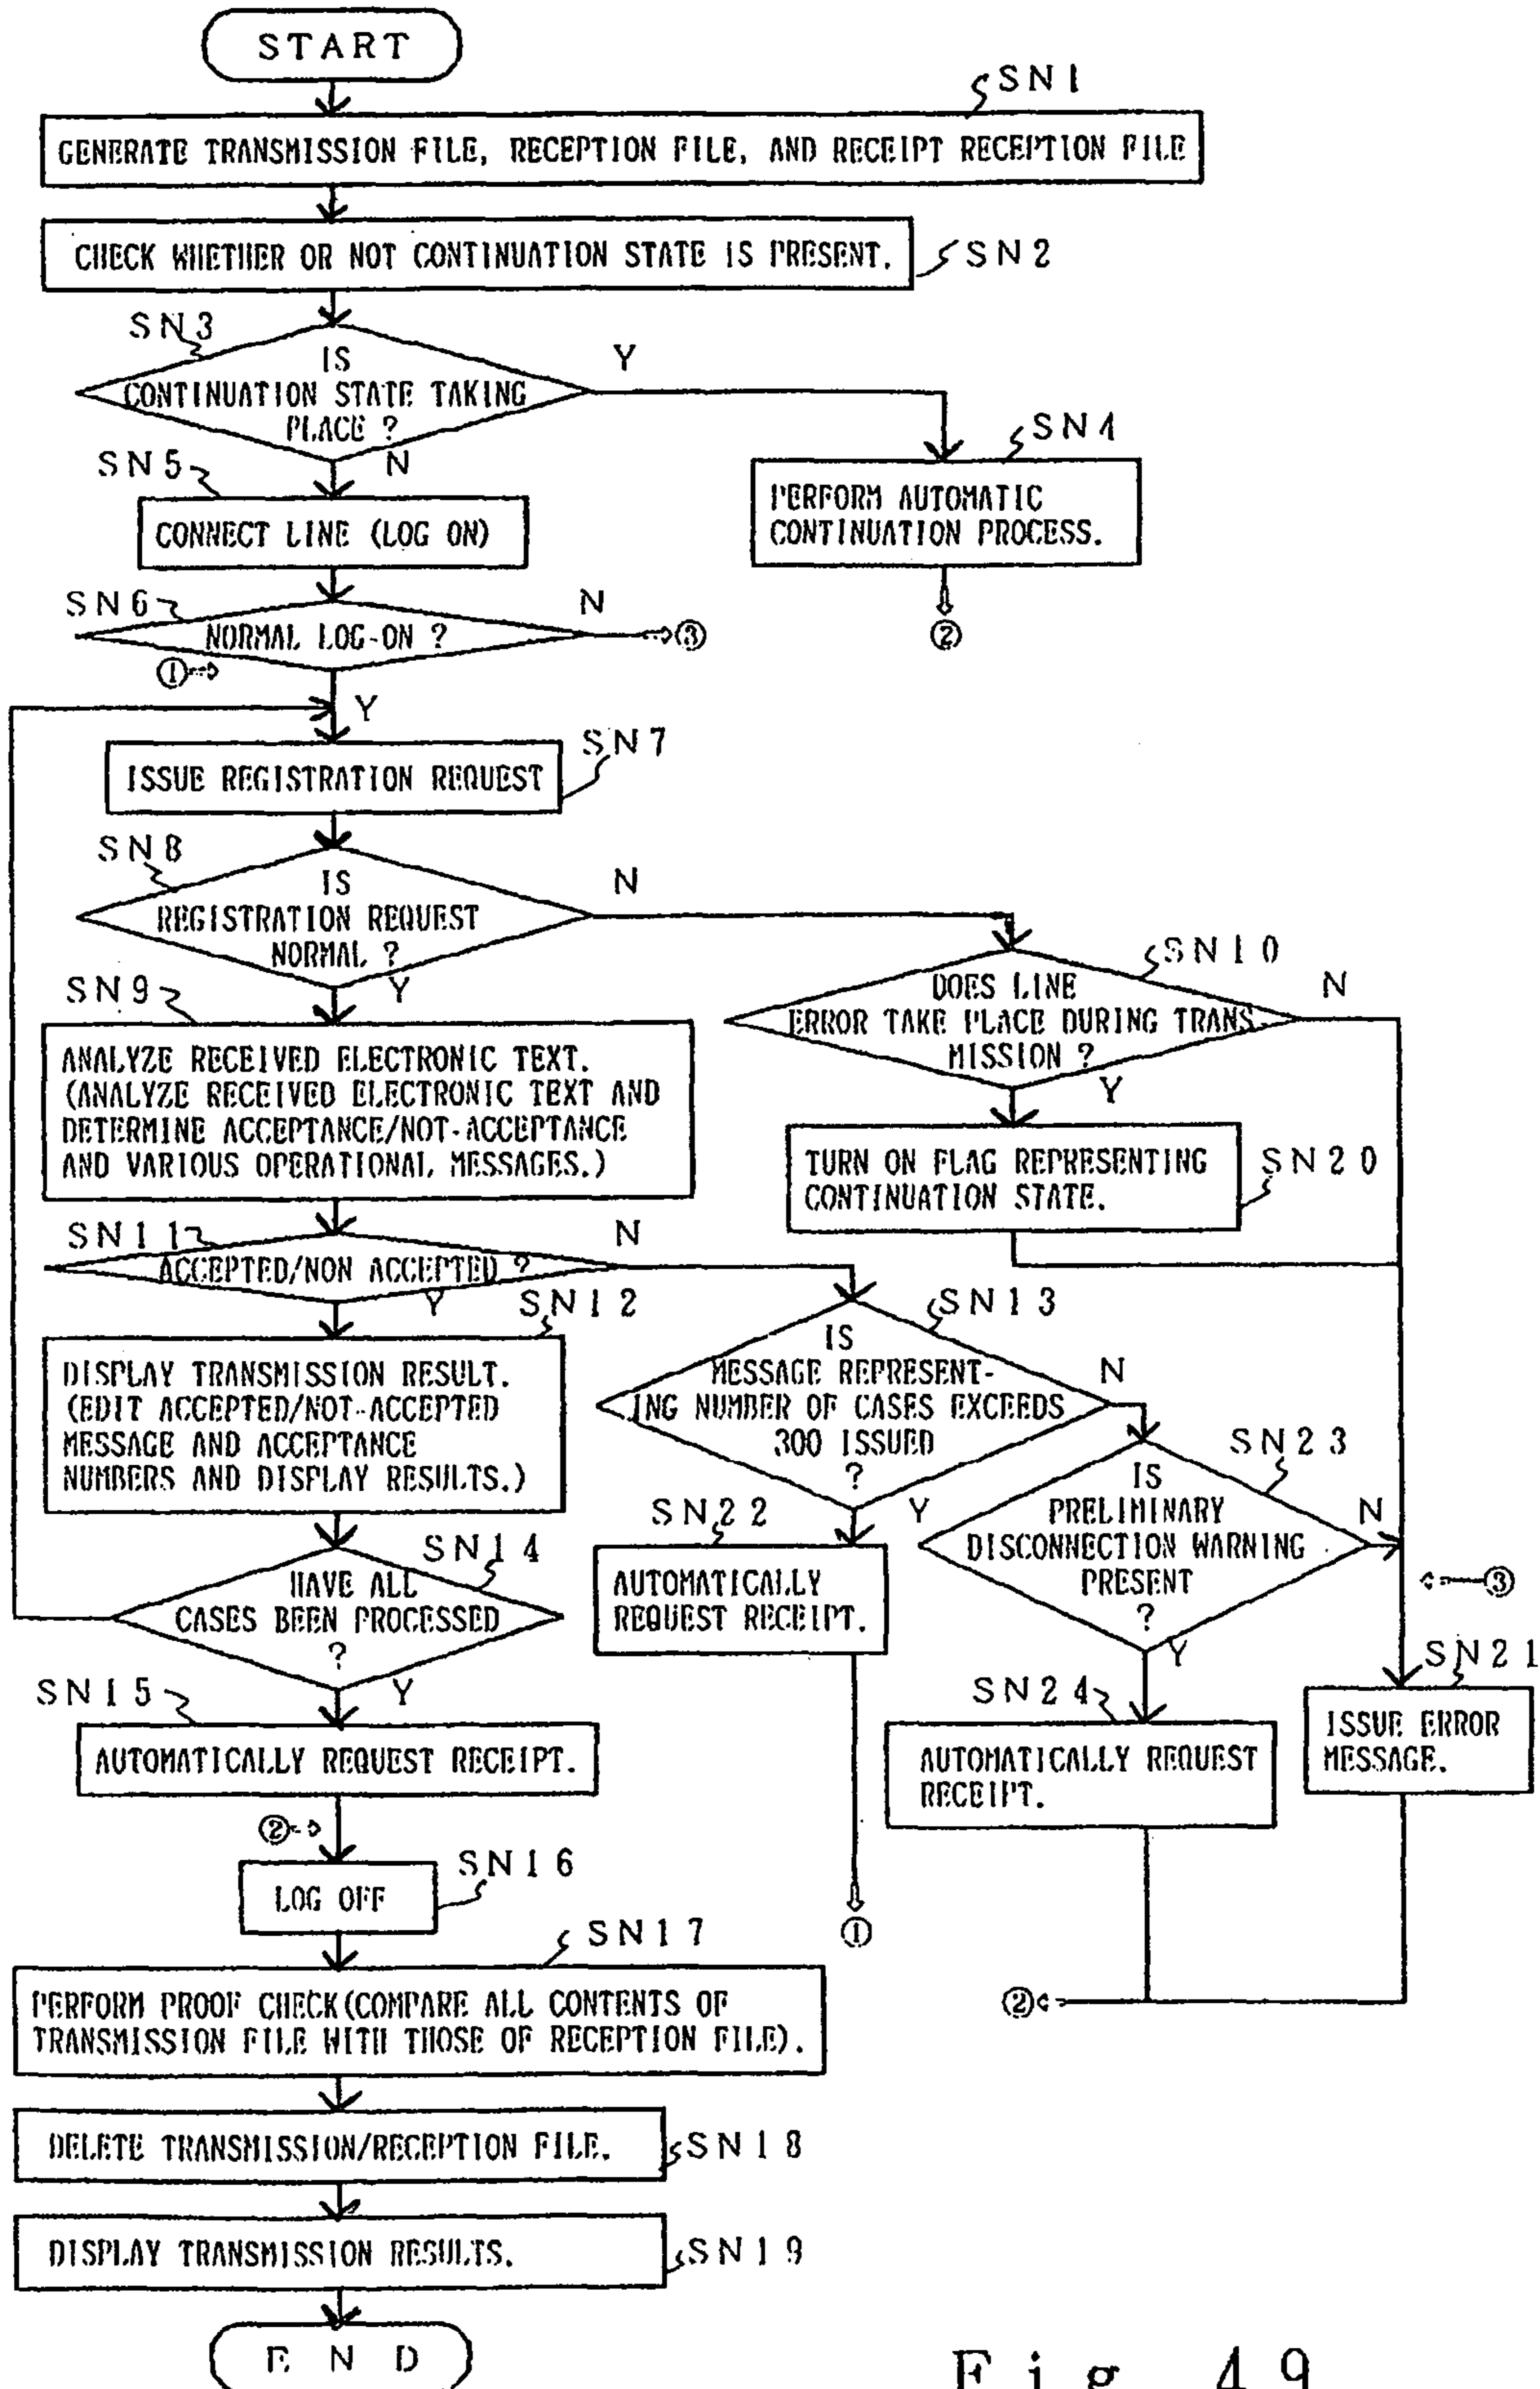 START
SN1
GENERATE TRANSMISSION FILE, RECEPTION FILE, AND RECEIPT RECEPTION FILE
CHECK WHETHER OR NOT CONTINUATION STATE IS PRESENT.
SN2
SN3
IS
CONTINUATION STATE TAKING
PLACE ?
Y
N
SN4
PERFORM AUTOMATIC
CONTINUATION PROCESS.
②
SN5
CONNECT LINE (LOG ON)
SN6
NORMAL LOG-ON ?
N
③
①
Y
SN7
ISSUE REGISTRATION REQUEST
SN8
IS
REGISTRATION REQUEST
NORMAL ?
N
Y
SN9
ANALYZE RECEIVED ELECTRONIC TEXT.
(ANALYZE RECEIVED ELECTRONIC TEXT AND
DETERMINE ACCEPTANCE/NOT-ACCEPTANCE
AND VARIOUS OPERATIONAL MESSAGES.)
SN10
DOES LINE
ERROR TAKE PLACE DURING TRANS-
MISSION ?
N
Y
TURN ON FLAG REPRESENTING
CONTINUATION STATE.
SN20
SN11
ACCEPTED/NON ACCEPTED ?
N
Y
SN12
DISPLAY TRANSMISSION RESULT.
(EDIT ACCEPTED/NOT-ACCEPTED
MESSAGE AND ACCEPTANCE
NUMBERS AND DISPLAY RESULTS.)
SN13
IS
MESSAGE REPRESENT-
ING NUMBER OF CASES EXCEEDS
300 ISSUED
?
N
Y
SN23
IS
PRELIMINARY
DISCONNECTION WARNING
PRESENT
?
N
Y
③
SN14
HAVE ALL
CASES BEEN PROCESSED
?
Y
SN22
AUTOMATICALLY
REQUEST RECEIPT.
①
SN24
AUTOMATICALLY REQUEST
RECEIPT.
SN21
ISSUE ERROR
MESSAGE.
②
SN15
AUTOMATICALLY REQUEST RECEIPT.
②
SN16
LOG OFF
SN17
PERFORM PROOF CHECK(COMPARE ALL CONTENTS OF
TRANSMISSION FILE WITH THOSE OF RECEPTION FILE).
DELETE TRANSMISSION/RECEPTION FILE.
SN18
DISPLAY TRANSMISSION RESULTS.
SN19
END
Fig. 49